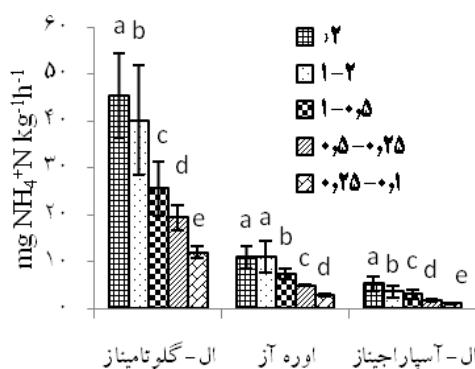 mg NH₄⁺N kg⁻¹h⁻¹
۶۰
۵۰
۴۰
۳۰
۲۰
۱۰
۰
a b c d e
a a b c d
a b c d e
,۲
۱-۲
۱-۰,۵
۰,۵-۰,۲۵
۰,۲۵-۰,۱
ال-گلوتامیناز
اوره آز
ال-آسپاراجیناز